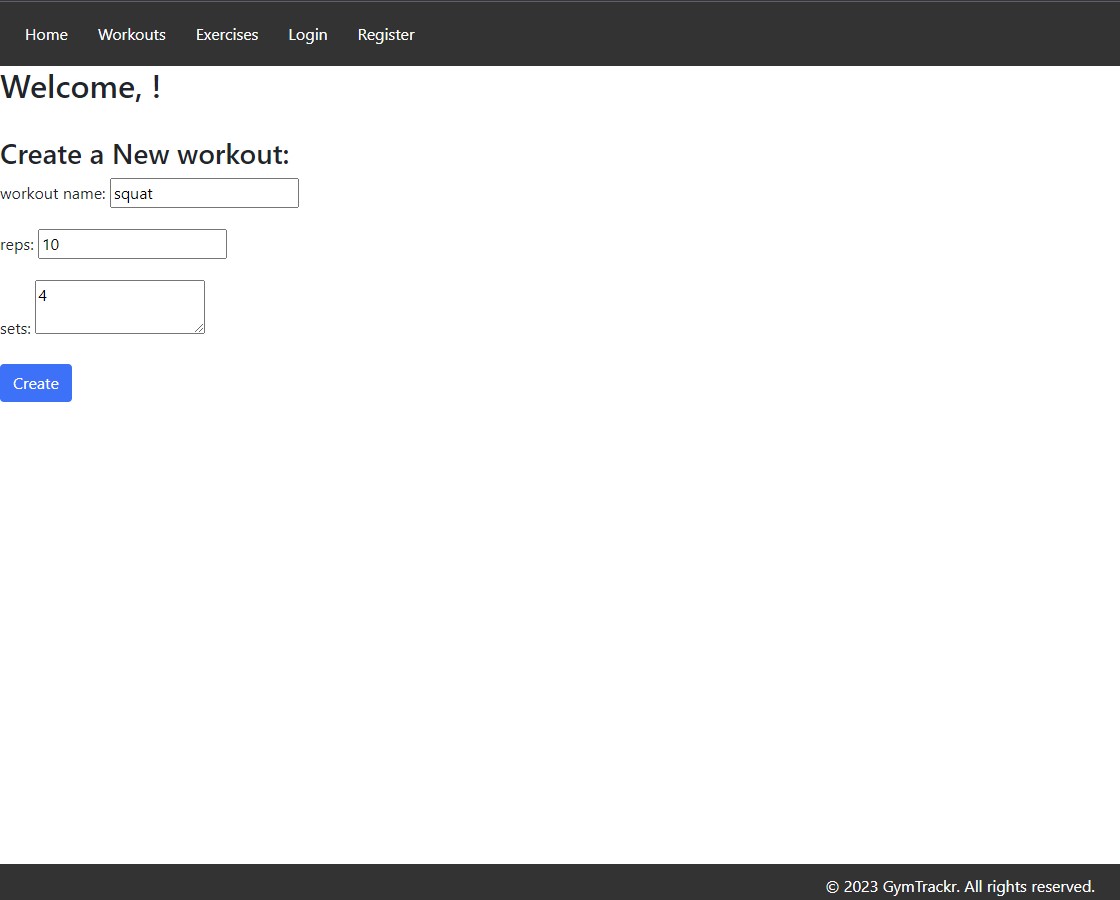 Home Workouts Exercises Login Register
Welcome, !
Create a New workout:
workout name: squat
reps: 10
sets: 4
Create
© 2023 GymTrackr. All rights reserved.